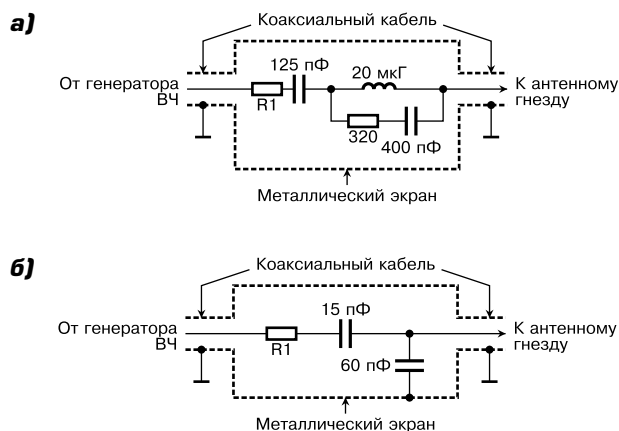 а)
Коаксиальный кабель
От генератора
ВЧ
125 пФ
R1
20 мкГ
320
400 пФ
К антенному
гнезду
Металлический экран
б)
Коаксиальный кабель
От генератора
ВЧ
15 пФ
R1
60 пФ
К антенному
гнезду
Металлический экран